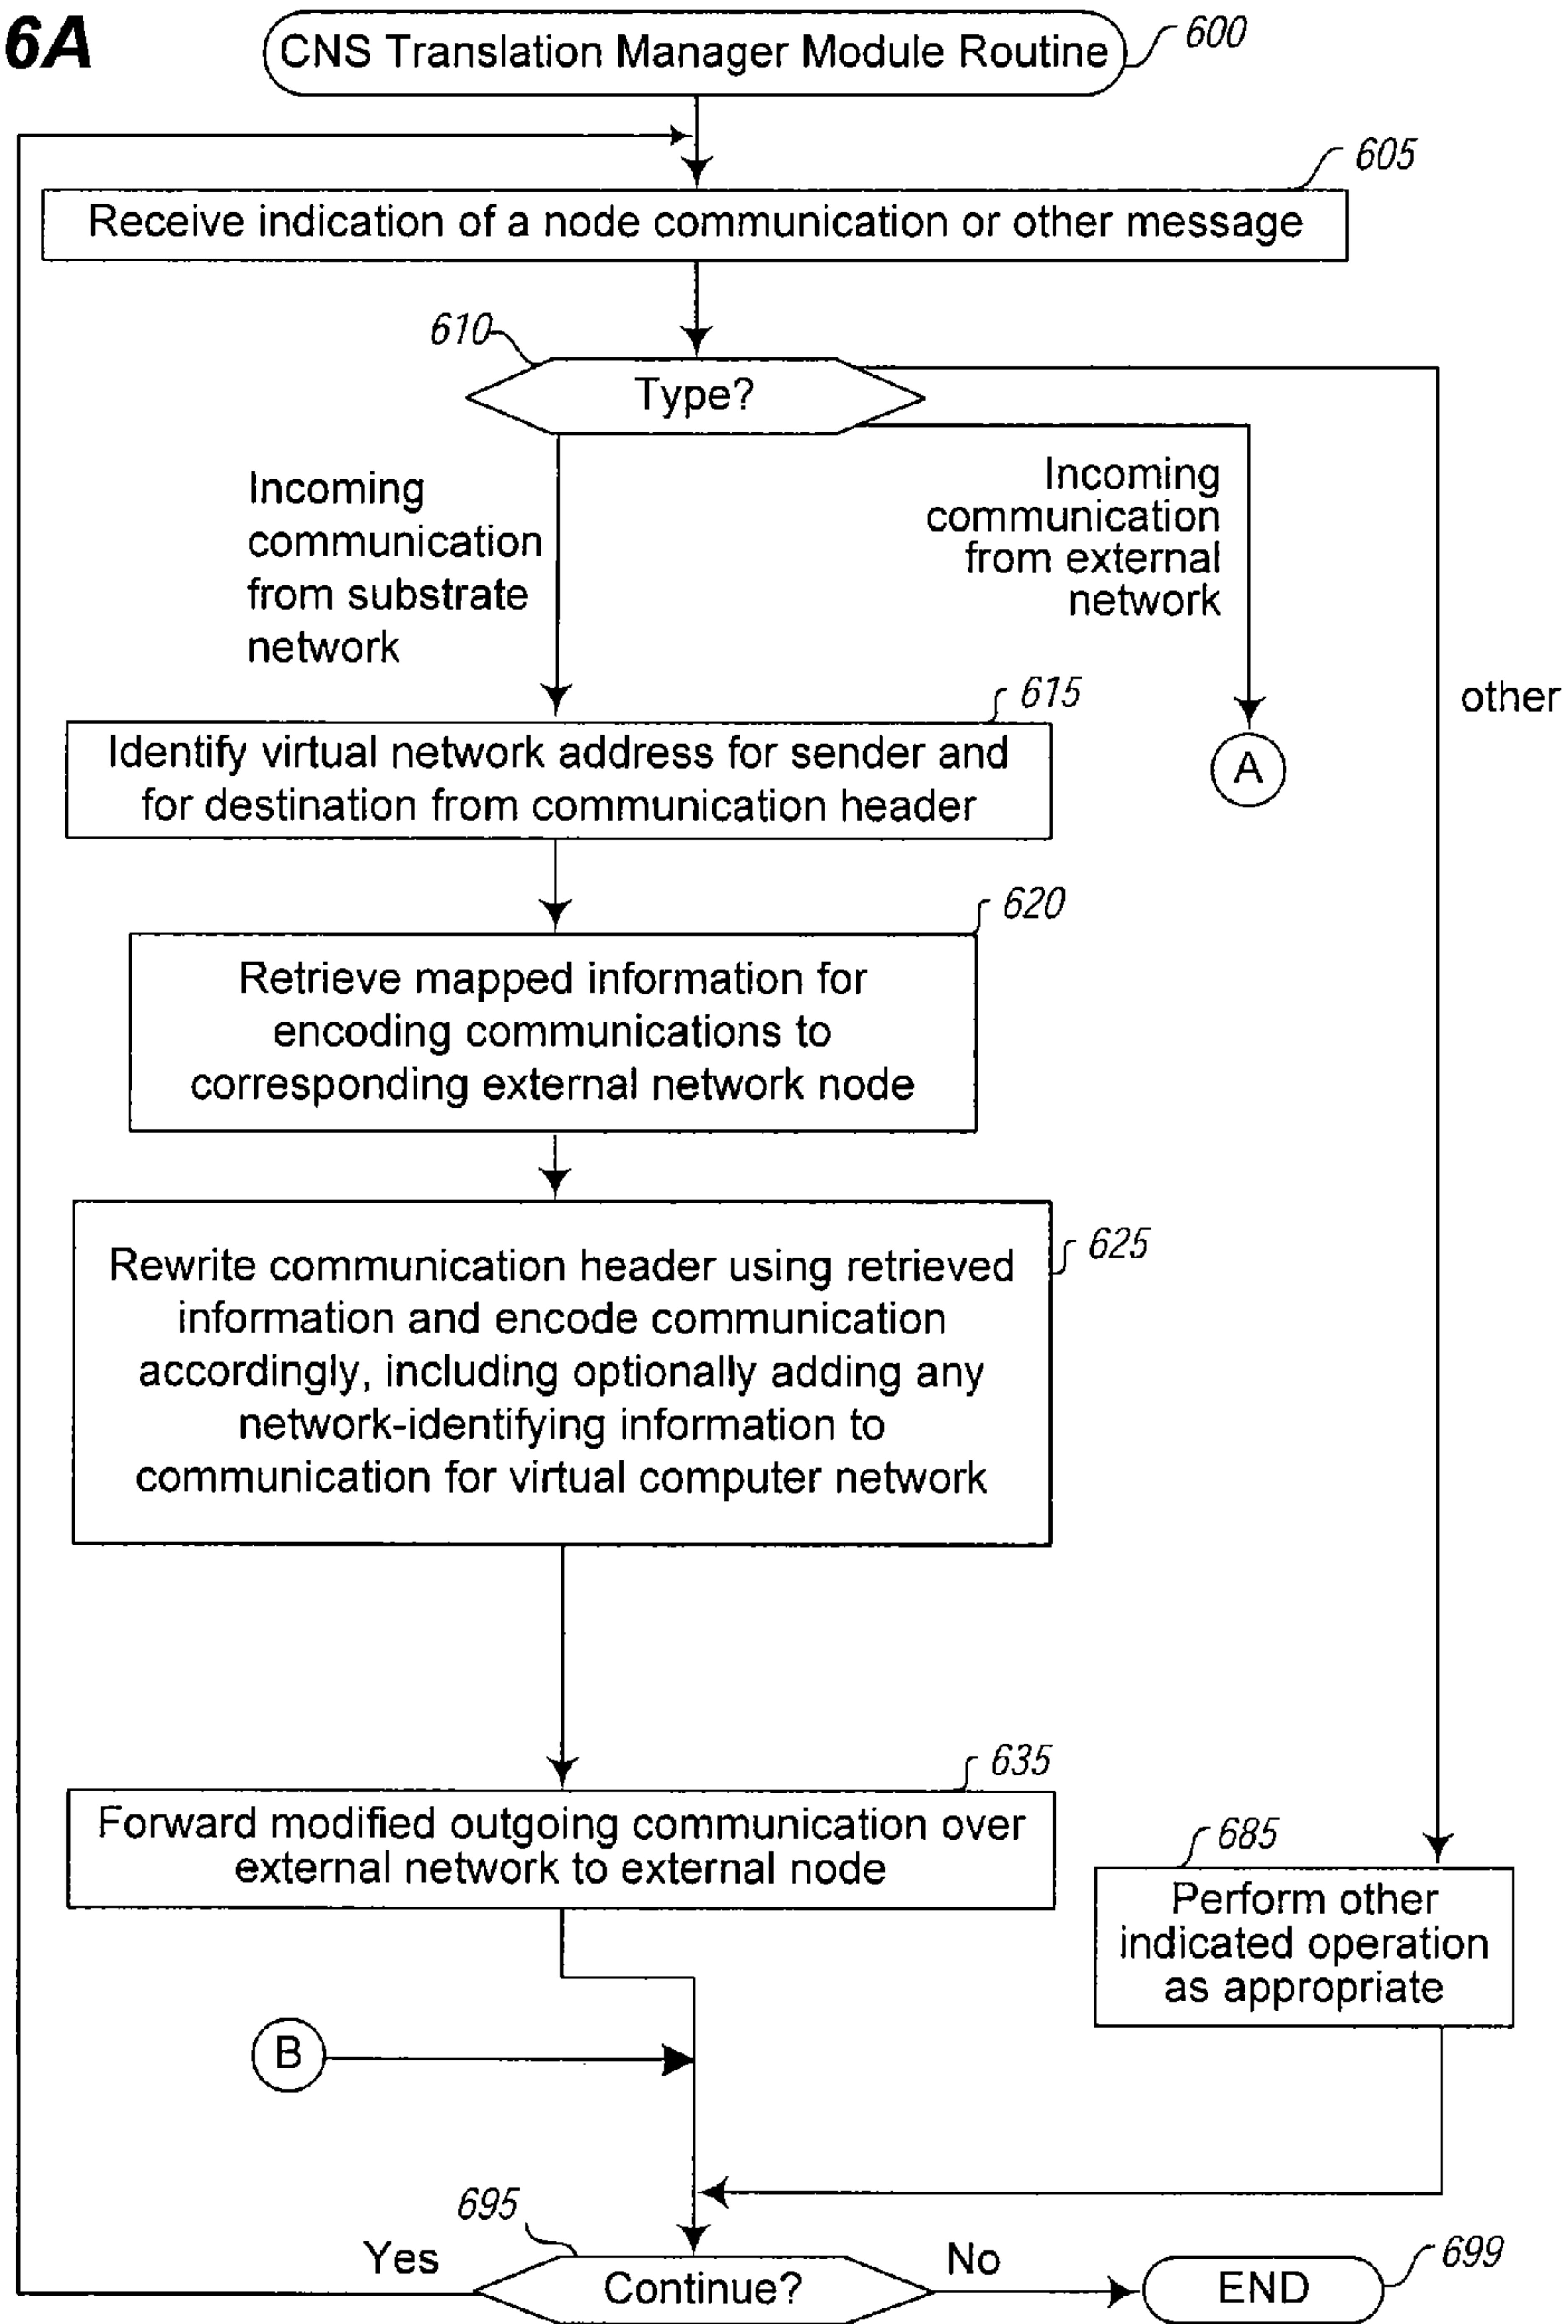 6A
CNS Translation Manager Module Routine
600
605
Receive indication of a node communication or other message
610
Type?
Incoming
communication
from substrate
network
Incoming
communication
from external
network
other
A
615
Identify virtual network address for sender and
for destination from communication header
620
Retrieve mapped information for
encoding communications to
corresponding external network node
625
Rewrite communication header using retrieved
information and encode communication
accordingly, including optionally adding any
network-identifying information to
communication for virtual computer network
635
Forward modified outgoing communication over
external network to external node
685
Perform other
indicated operation
as appropriate
B
695
Yes
Continue?
No
END
699